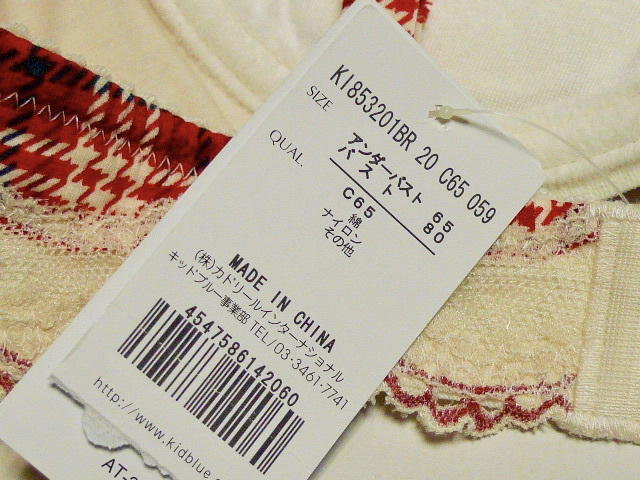 KI853201BR 20 C65 059
SIZE
アンダーバスト 65
バスト 80
C65
QUAL.
綿
ナイロン
その他
MADE IN CHINA
(株)カドリールインターナショナル
キッドブルー事業部 TEL/03・3461・7741
4547586142060
http://www.kidblue.
AT-